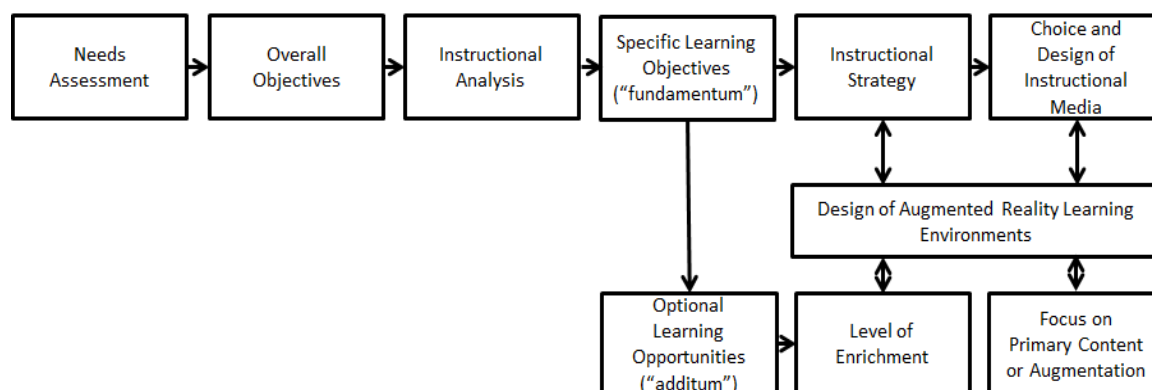 Needs
Assessment
Overall
Objectives
Instructional
Analysis
Specific Learning
Objectives
(“fundamentum”)
Instructional
Strategy
Choice and
Design of
Instructional
Media
Design of Augmented Reality Learning
Environments
Optional
Learning
Opportunities
(“additum”)
Level of
Enrichment
Focus on
Primary Content
or Augmentation